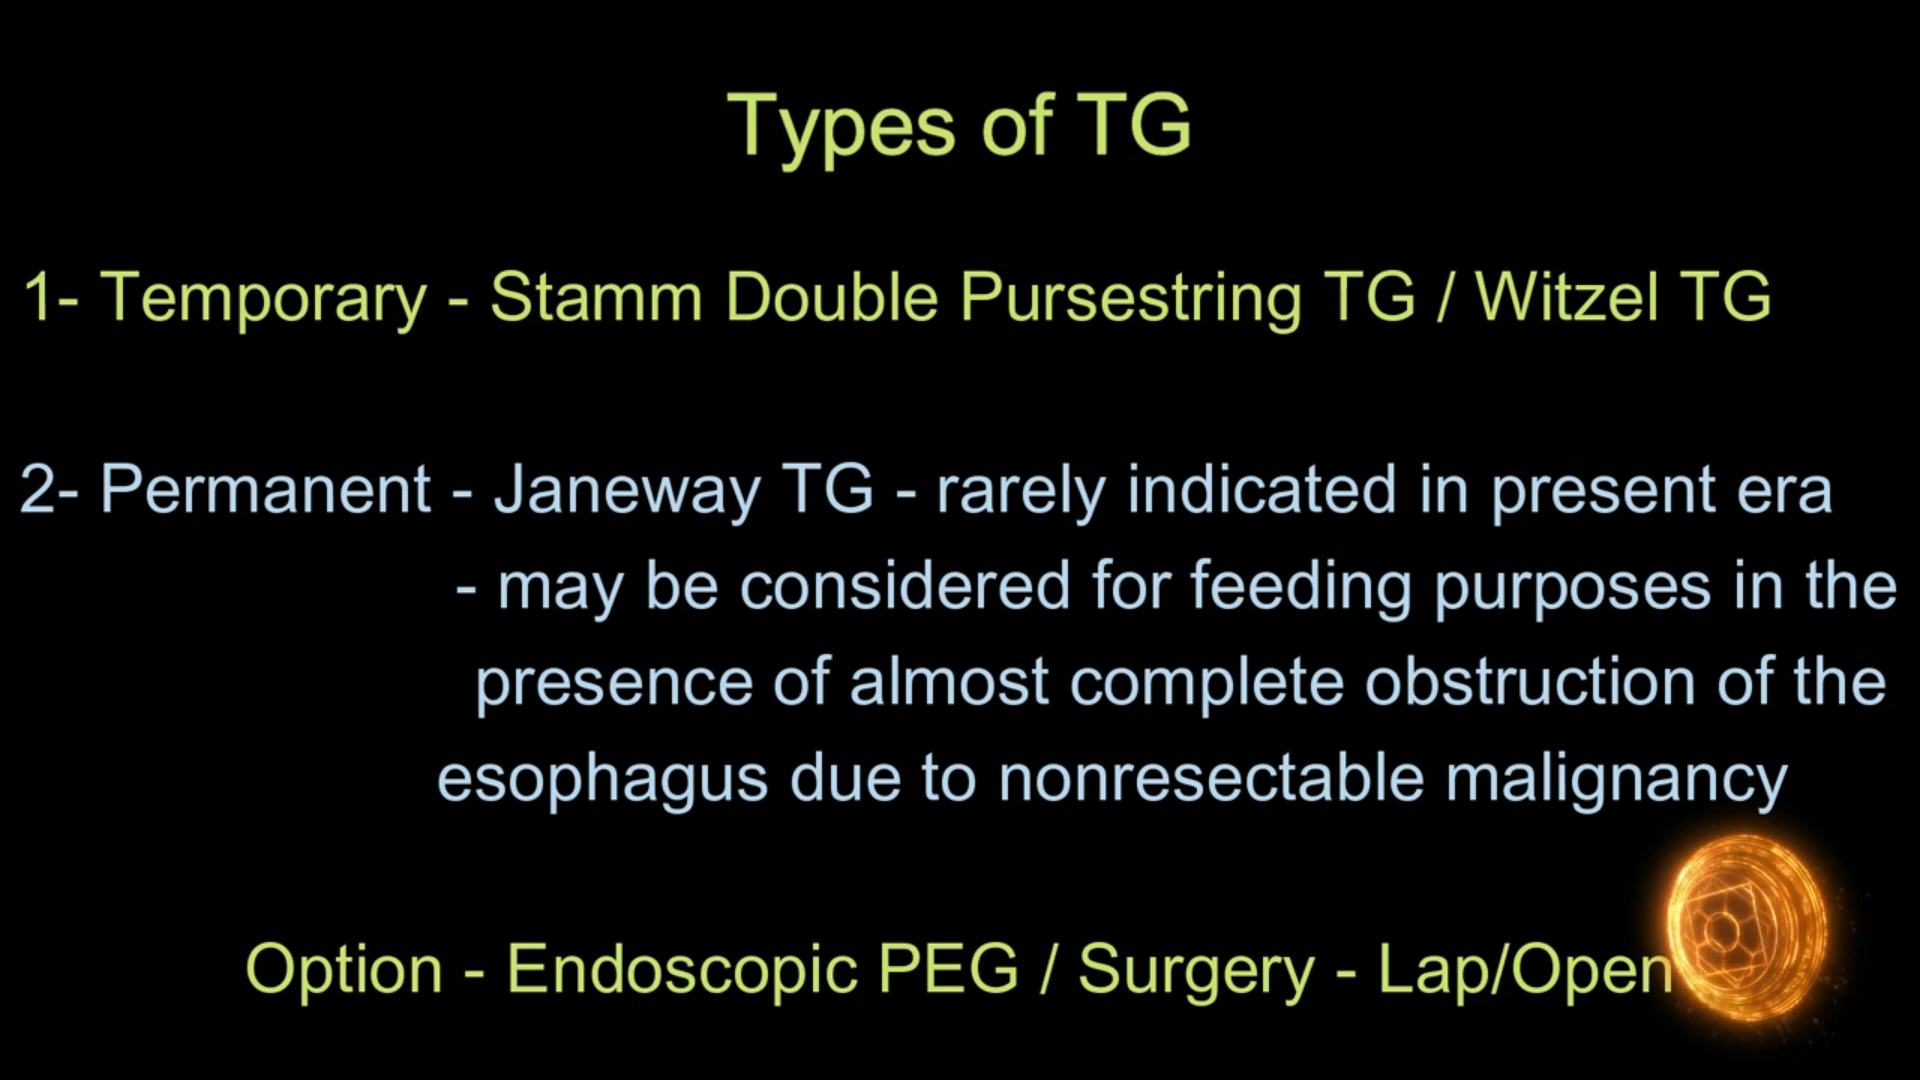 Types of TG
1- Temporary - Stamm Double Pursestring TG / Witzel TG
2- Permanent - Janeway TG - rarely indicated in present era
- may be considered for feeding purposes in the
presence of almost complete obstruction of the
esophagus due to nonresectable malignancy
Option - Endoscopic PEG / Surgery - Lap/Open